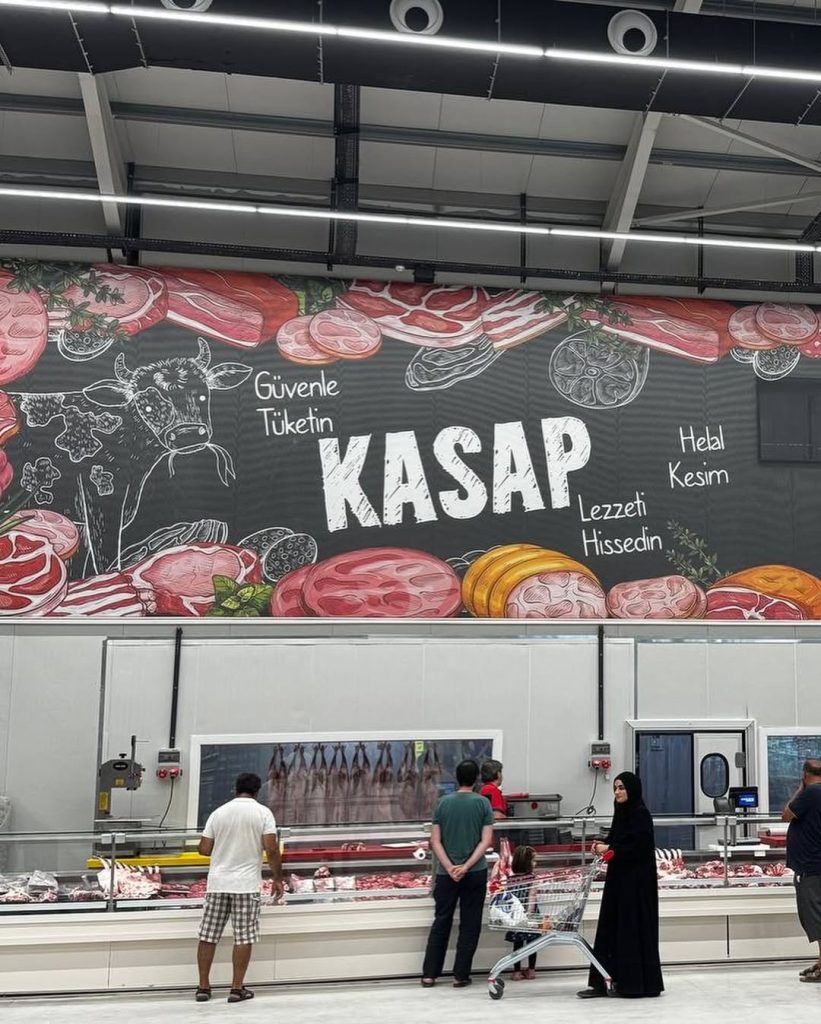 Güvenle
Tüketin
KASAP
Helal
Kesim
Lezzeti
Hissedin